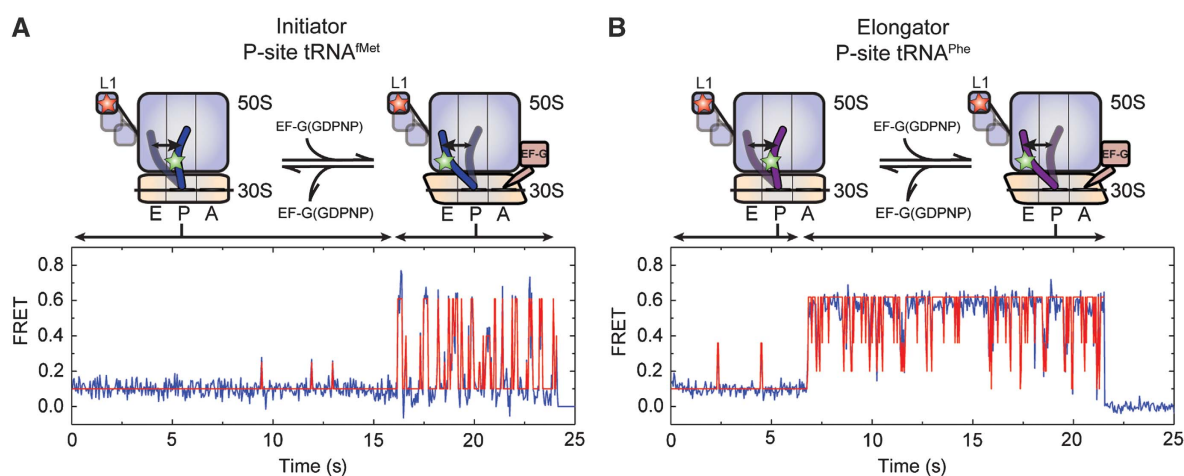 A
Initiator
P-site tRNAfMet
L1
50S
30S
E P A
EF-G(GDPNP)
EF-G(GDPNP)
L1
50S
EF-G
30S
E P A
FRET
0.8
0.6
0.4
0.2
0.0
0 5 10 15 20 25
Time (s)
B
Elongator
P-site tRNAPhe
L1
50S
30S
E P A
EF-G(GDPNP)
EF-G(GDPNP)
L1
50S
EF-G
30S
E P A
FRET
0.8
0.6
0.4
0.2
0.0
0 5 10 15 20 25
Time (s)